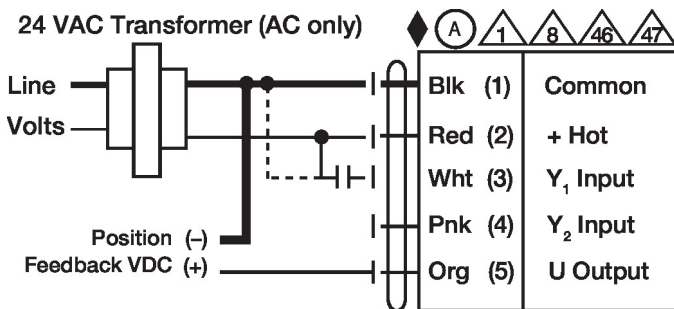 24 VAC Transformer (AC only)
A 1 8 46 47
Line
Volts
Blk (1) Common
Red (2) + Hot
Wht (3) Y₁ Input
Pnk (4) Y₂ Input
Position (–)
Feedback VDC (+)
Org (5) U Output